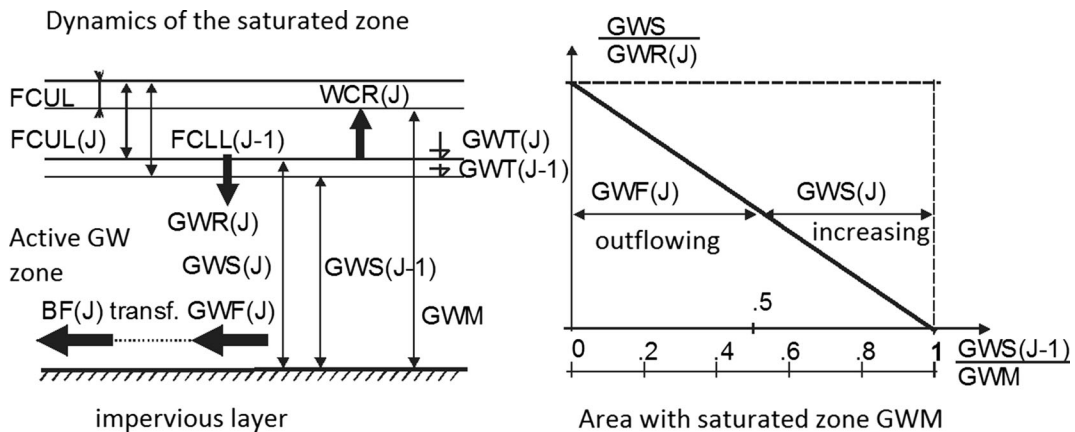 Dynamics of the saturated zone
FCUL
WCR(J)
FCUL(J)
FCLL(J-1)
GWT(J)
GWT(J-1)
GWR(J)
Active GW
zone
GWS(J)
GWS(J-1)
BF(J) transf. GWF(J)
GWM
impervious layer
GWS
GWR(J)
GWF(J)
GWS(J)
outflowing
increasing
.5
0 .2 .4 .6 .8 1
GWS(J-1)
GWM
Area with saturated zone GWM